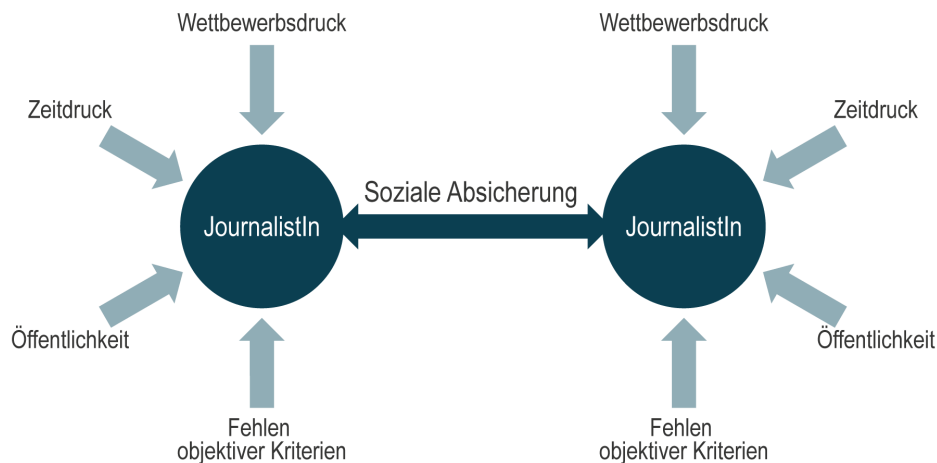 Wettbewerbsdruck
Wettbewerbsdruck
Zeitdruck
Zeitdruck
Soziale Absicherung
JournalistIn
JournalistIn
Öffentlichkeit
Öffentlichkeit
Fehlen
objektiver Kriterien
Fehlen
objektiver Kriterien